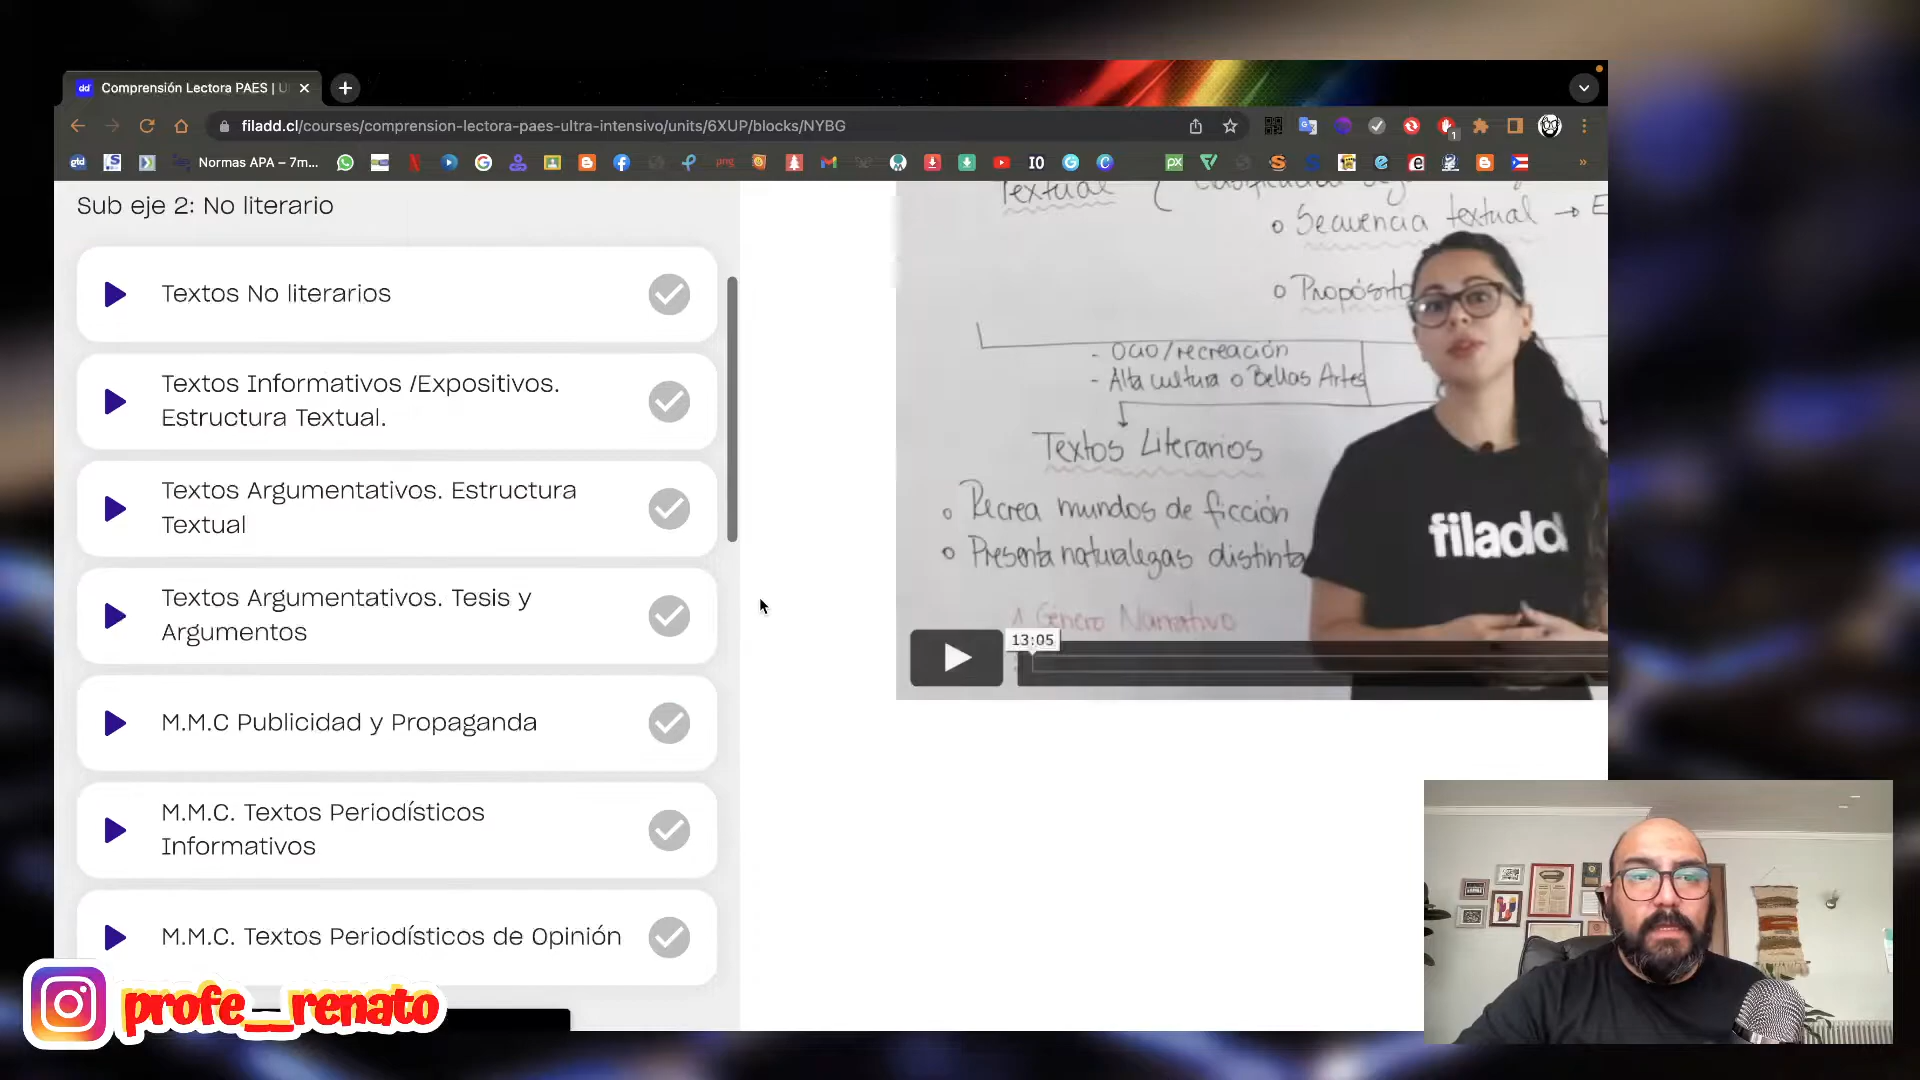 Comprensión Lectora PAES | U
filadd.cl/courses/comprension-lectora-paes-ultra-intensivo/units/6XUP/blocks/NYBG
Normas APA – 7m...
Sub eje 2: No literario
Textos No literarios
Textos Informativos /Expositivos.
Estructura Textual.
Textos Argumentativos. Estructura
Textual
Textos Argumentativos. Tesis y
Argumentos
M.M.C Publicidad y Propaganda
M.M.C. Textos Periodísticos
Informativos
M.M.C. Textos Periodísticos de Opinión
Textual
o Secuencia textual → E
o Propósito
- Ocio/recreación
- Alta cultura o Bellas Artes
Textos Literarios
o Recrea mundos de ficción
o Presenta naturalezas distinta
Género Narrativo
filadd
13:05
profe__renato